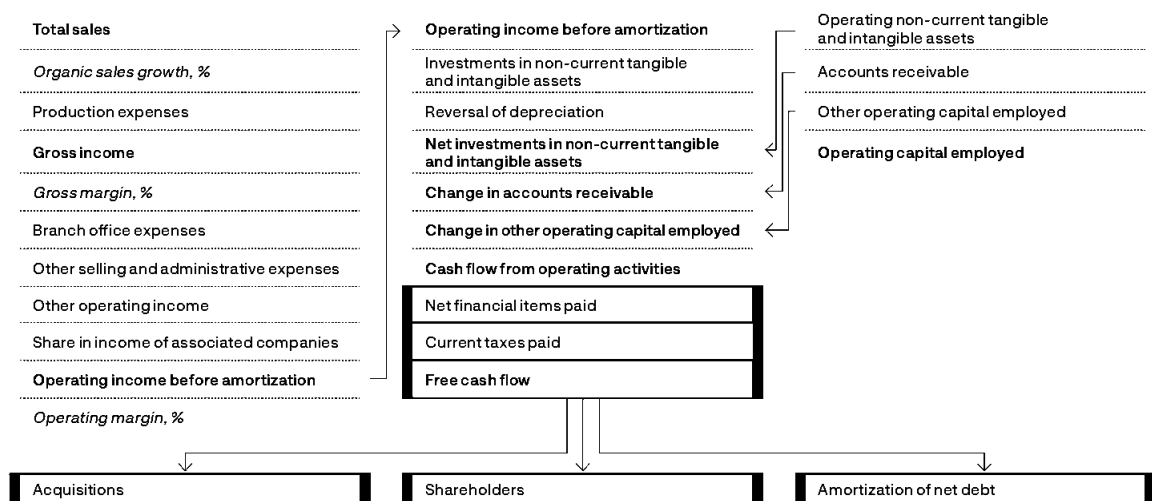 Total sales
Organic sales growth, %
Production expenses
Gross income
Gross margin, %
Branch office expenses
Other selling and administrative expenses
Other operating income
Share in income of associated companies
Operating income before amortization
Operating margin, %
Operating income before amortization
Investments in non-current tangible
and intangible assets
Reversal of depreciation
Net investments in non-current tangible
and intangible assets
Change in accounts receivable
Change in other operating capital employed
Cash flow from operating activities
Net financial items paid
Current taxes paid
Free cash flow
Operating non-current tangible
and intangible assets
Accounts receivable
Other operating capital employed
Operating capital employed
Acquisitions
Shareholders
Amortization of net debt